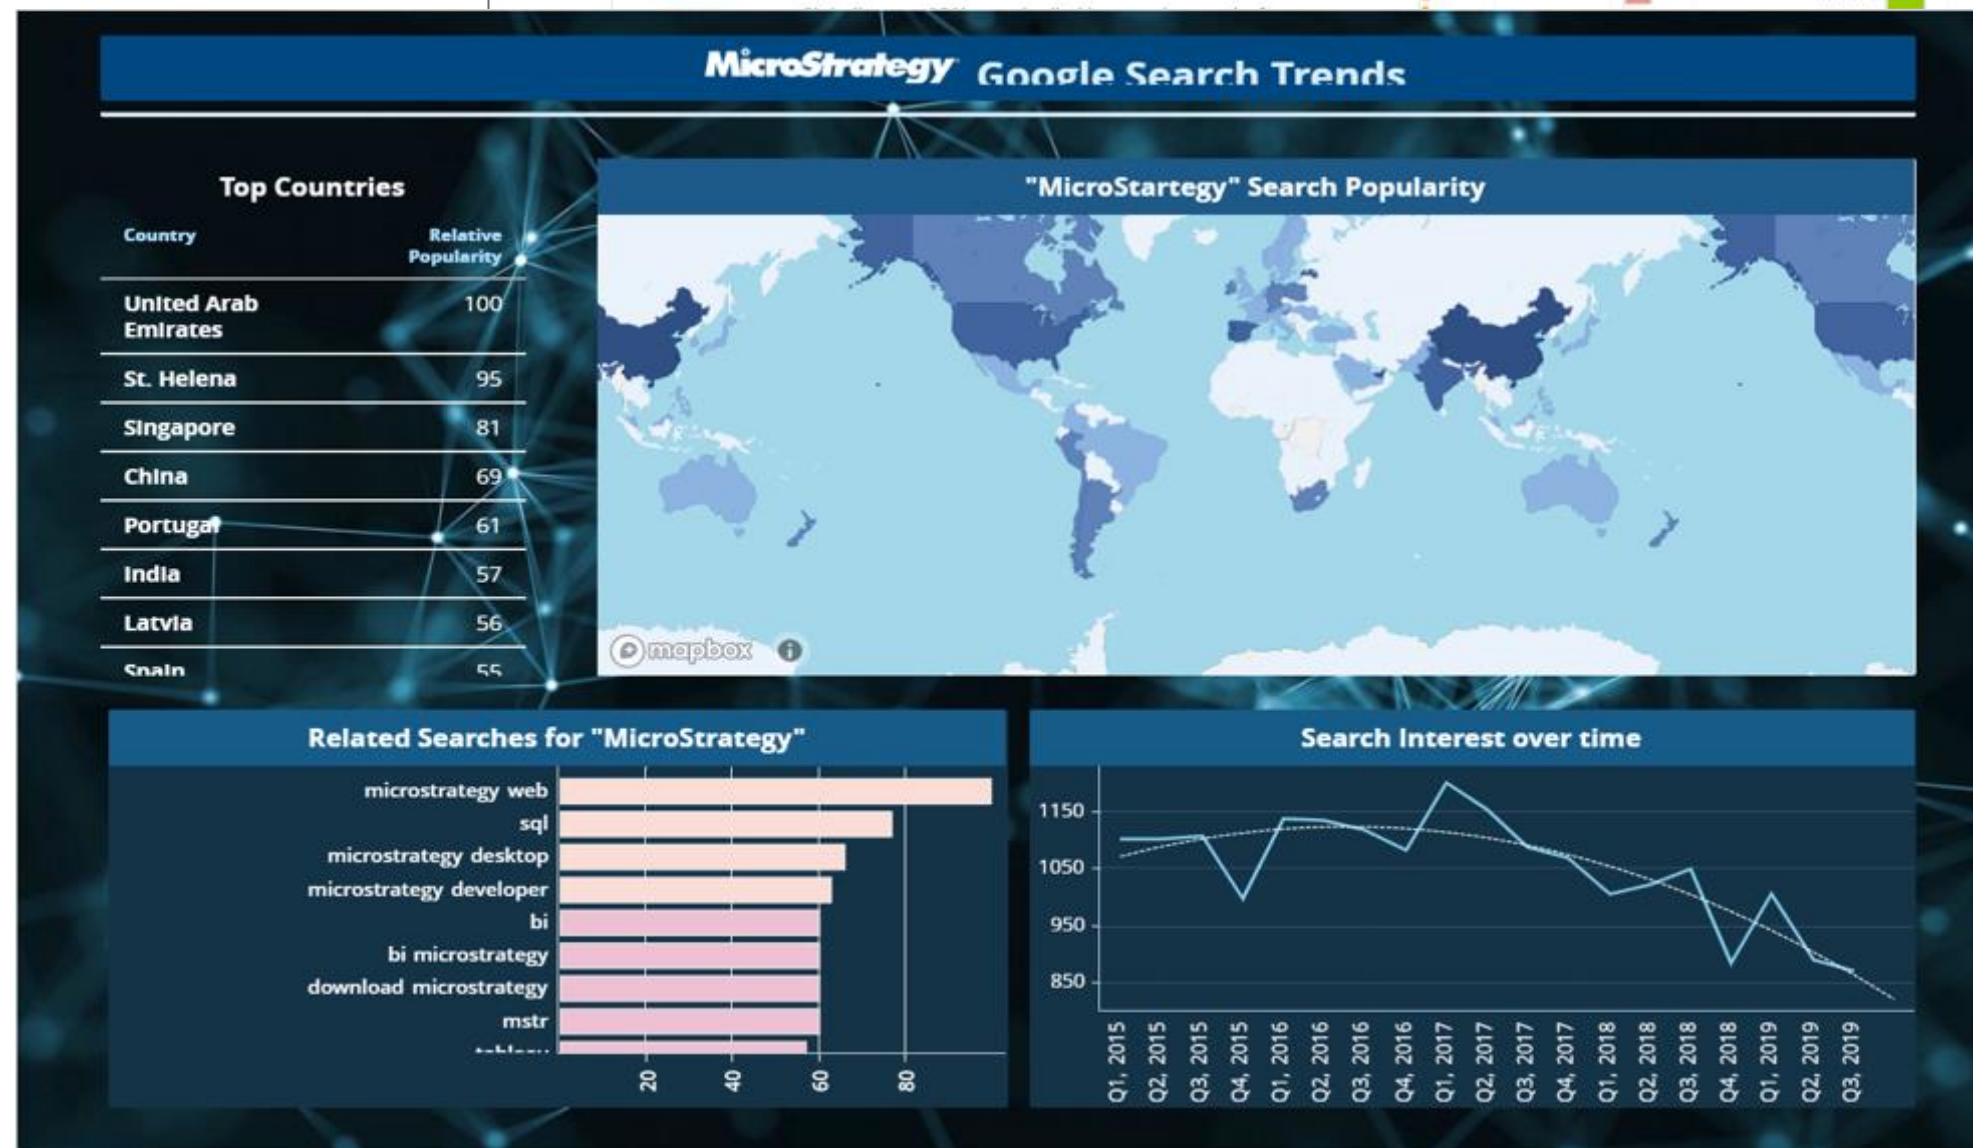 MicroStrategy Google Search Trends
Top Countries
Country Relative Popularity
United Arab Emirates 100
St. Helena 95
Singapore 81
China 69
Portugal 61
India 57
Latvia 56
Spain 55
"MicroStartegy" Search Popularity
mapbox
Related Searches for "MicroStrategy"
microstrategy web
sql
microstrategy desktop
microstrategy developer
bi
bi microstrategy
download microstrategy
mstr
20 40 60 80
Search Interest over time
1150
1050
950
850
Q1, 2015
Q2, 2015
Q3, 2015
Q4, 2015
Q1, 2016
Q2, 2016
Q3, 2016
Q4, 2016
Q1, 2017
Q2, 2017
Q3, 2017
Q4, 2017
Q1, 2018
Q2, 2018
Q3, 2018
Q4, 2018
Q1, 2019
Q2, 2019
Q3, 2019